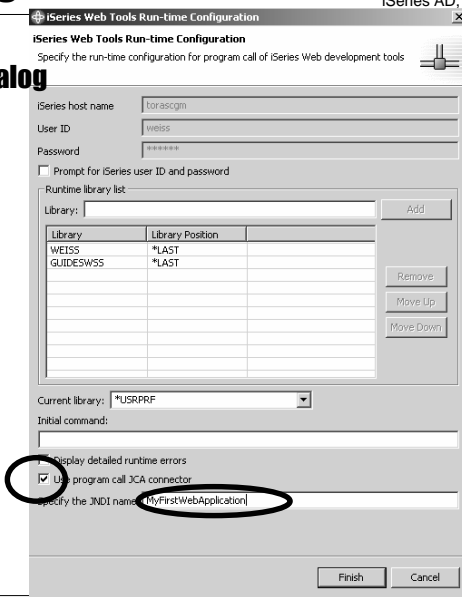 iSeries AD,
iSeries Web Tools Run-time Configuration
iSeries Web Tools Run-time Configuration
Specify the run-time configuration for program call of iSeries Web development tools
alog
iSeries host name torascgm
User ID weiss
Password ******
Prompt for iSeries user ID and password
Runtime library list
Library: Add
Library Library Position
WEISS *LAST
GUIDESWSS *LAST
Remove
Move Up
Move Down
Current library: *USRPRF
Initial command:
Display detailed runtime errors
Use program call JCA connector
Specify the JNDI name MyFirstWebApplication
Finish Cancel